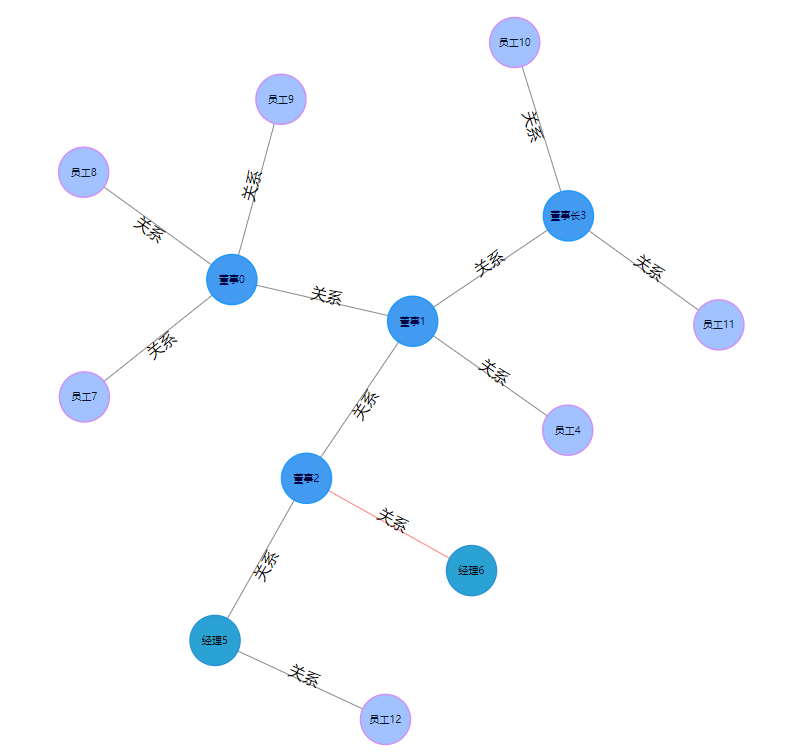 员工10
员工9
关系
员工8
关系
董事长3
关系
关系
关系
董事0
关系
员工11
董事1
关系
关系
员工7
关系
员工4
董事2
关系
关系
经理6
经理5
关系
员工12